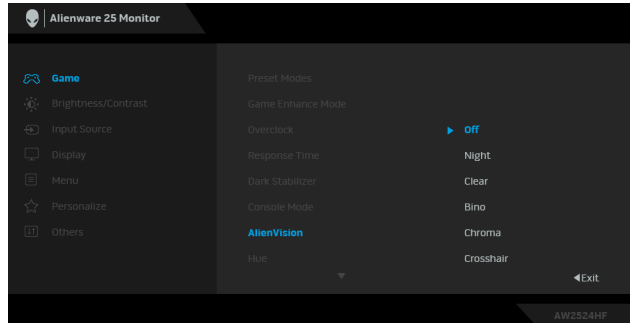 Alienware 25 Monitor
Game
Brightness/Contrast
Input Source
Display
Menu
Personalize
Others
Preset Modes
Game Enhance Mode
Overclock
Response Time
Dark Stabilizer
Console Mode
AlienVision
Hue
Off
Night
Clear
Bino
Chroma
Crosshair
Exit
AW2524HF